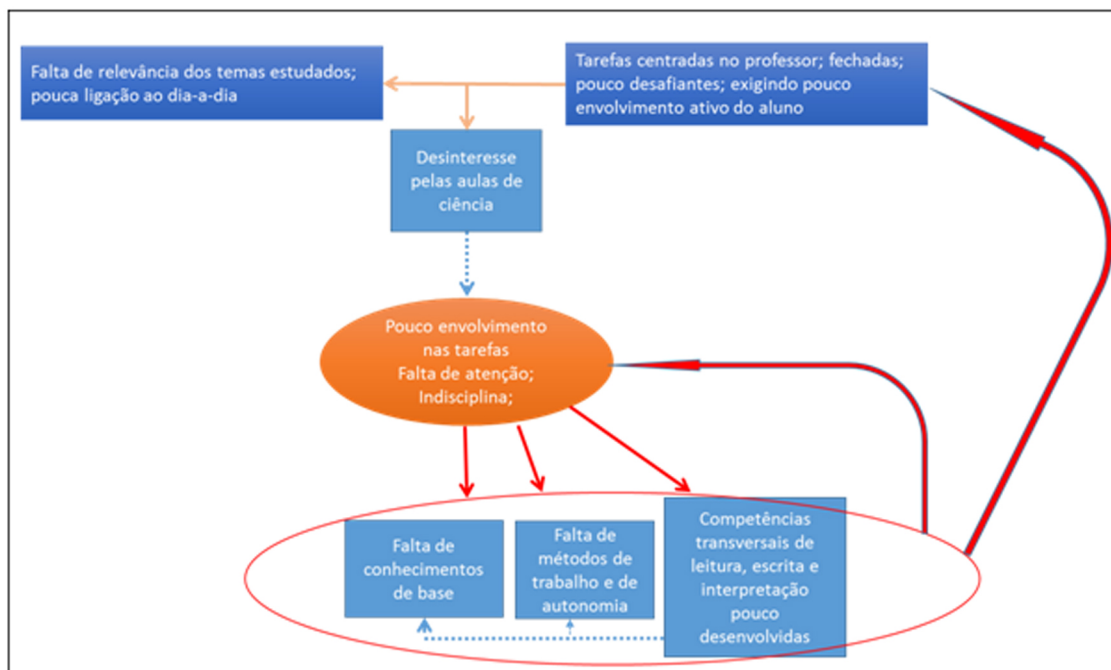 Falta de relevância dos temas estudados;
pouca ligação ao dia-a-dia
Tarefas centradas no professor; fechadas;
pouco desafiantes; exigindo pouco
envolvimento ativo do aluno
Desinteresse
pelas aulas de
ciência
Pouco envolvimento
nas tarefas
Falta de atenção;
Indisciplina;
Falta de
conhecimentos
de base
Falta de
métodos de
trabalho e de
autonomia
Competências
transversais de
leitura, escrita e
interpretação
pouco
desenvolvidas